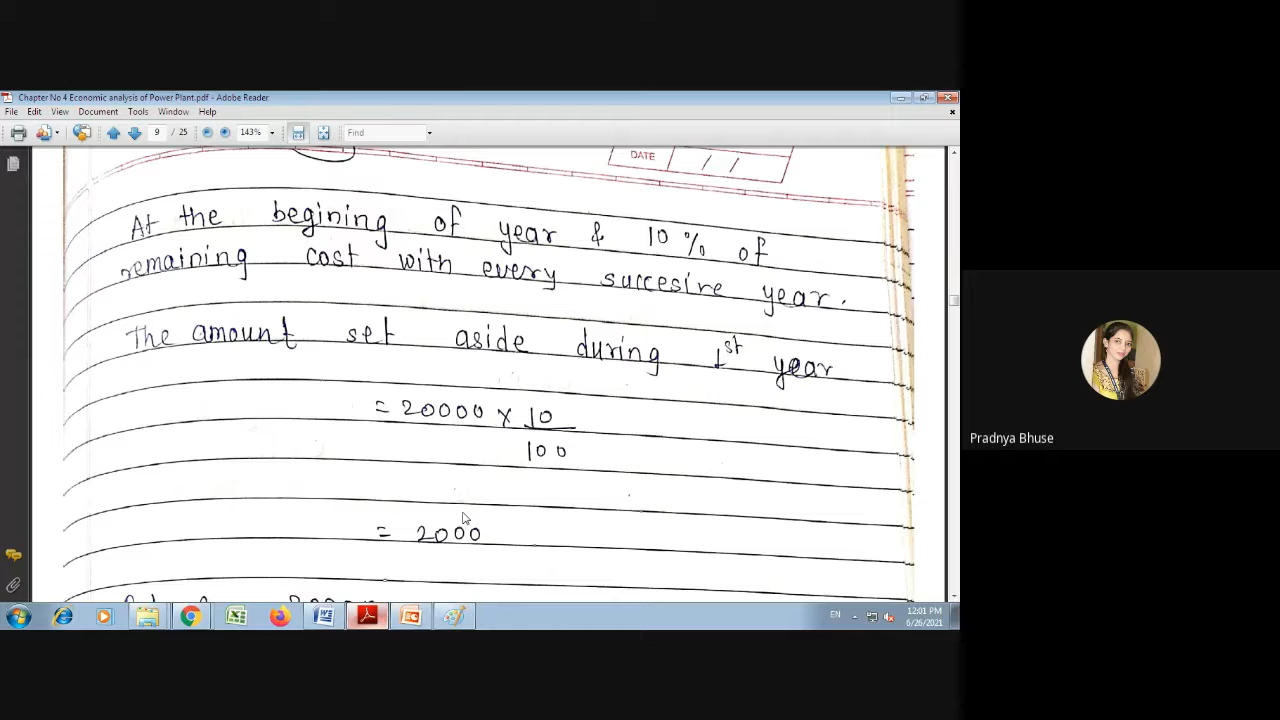 Chapter No 4 Economic analysis of Power Plant.pdf - Adobe Reader
File Edit View Document Tools Window Help
9 / 25 143% Find
DATE / /
At the begining of year & 10 % of
remaining cost with every succesire year.
The amount set aside during 1st year
= 20000 x 10
100
= 2000
Pradnya Bhuse
EN 12:01 PM
6/26/2021